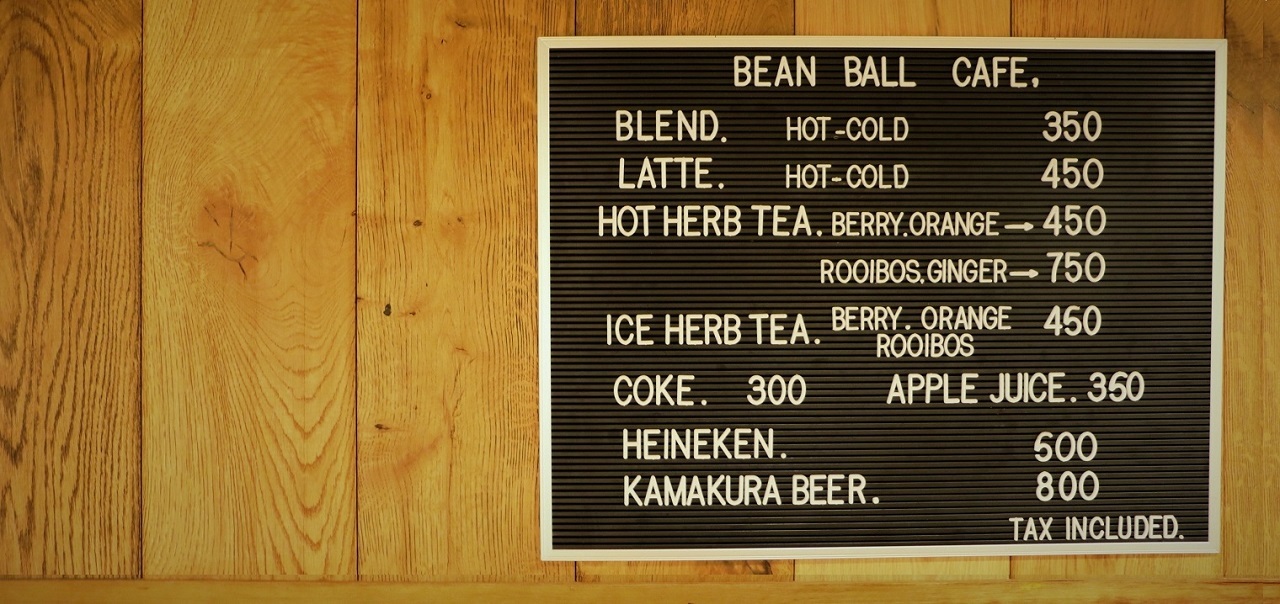 BEAN BALL CAFE.
BLEND. HOT-COLD 350
LATTE. HOT-COLD 450
HOT HERB TEA. BERRY.ORANGE → 450
ROOIBOS.GINGER → 750
ICE HERB TEA. BERRY. ORANGE 450
ROOIBOS
COKE. 300 APPLE JUICE. 350
HEINEKEN. 600
KAMAKURA BEER. 800
TAX INCLUDED.